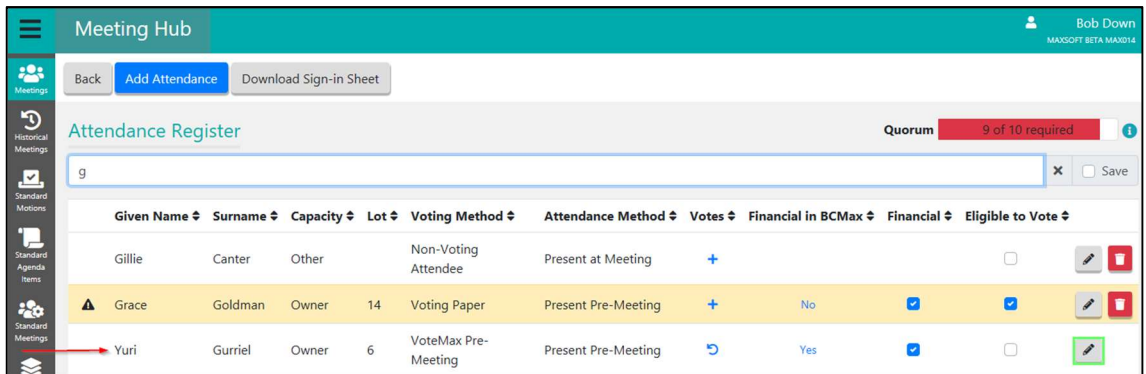 Meeting Hub
Bob Down
MAXSOFT BETA MAX014
Meetings
Back Add Attendance Download Sign-in Sheet
Historical
Meetings
Attendance Register
Quorum 9 of 10 required
g
Save
Standard
Motions
Given Name Surname Capacity Lot Voting Method Attendance Method Votes Financial in BCMax Financial Eligible to Vote
Standard
Agenda
Items
Gillie Canter Other Non-Voting Attendee Present at Meeting
Grace Goldman Owner 14 Voting Paper Present Pre-Meeting No
Standard
Meetings
Yuri Gurriel Owner 6 VoteMax Pre-Meeting Present Pre-Meeting Yes